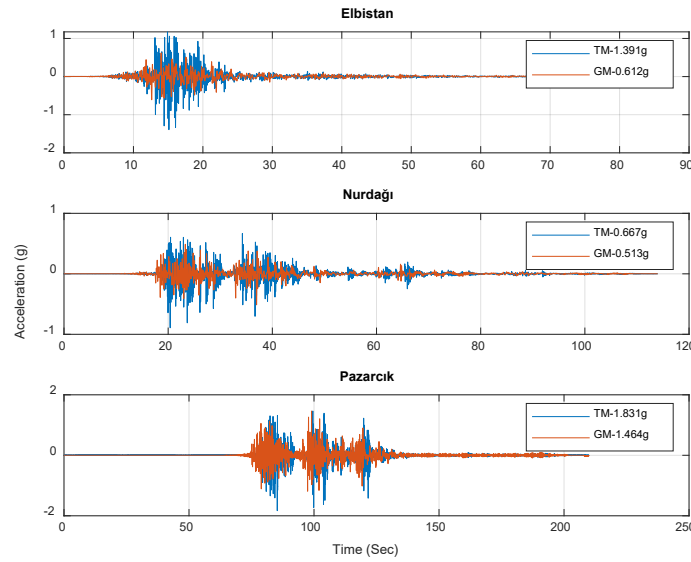 Elbistan
1
0
-1
-2
TM-1.391g
GM-0.612g
0 10 20 30 40 50 60 70 80 90
Nurdağı
1
0
-1
TM-0.667g
GM-0.513g
0 20 40 60 80 100 120
Acceleration (g)
Pazarcık
2
0
-2
TM-1.831g
GM-1.464g
0 50 100 150 200 250
Time (Sec)